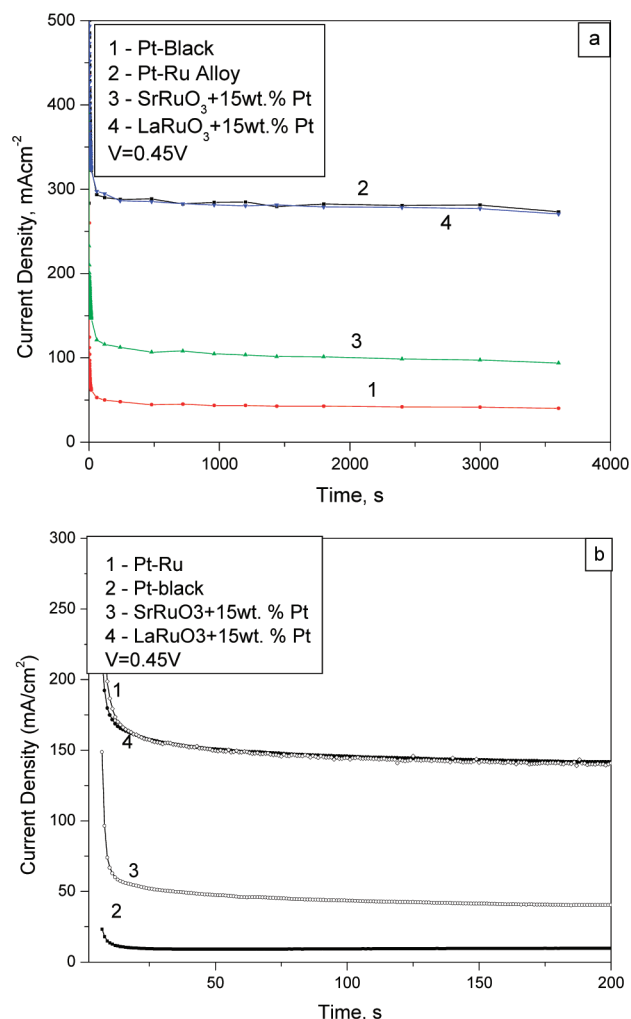 a
1 - Pt-Black
2 - Pt-Ru Alloy
3 - SrRuO3+15wt.% Pt
4 - LaRuO3+15wt.% Pt
V=0.45V
Current Density, mAcm-2
500
400
300
200
100
0
2
4
3
1
0 1000 2000 3000 4000
Time, s
b
1 - Pt-Ru
2 - Pt-black
3 - SrRuO3+15wt. % Pt
4 - LaRuO3+15wt. % Pt
V=0.45V
Current Density (mA/cm2)
300
250
200
150
100
50
0
1
4
3
2
50 100 150 200
Time, s